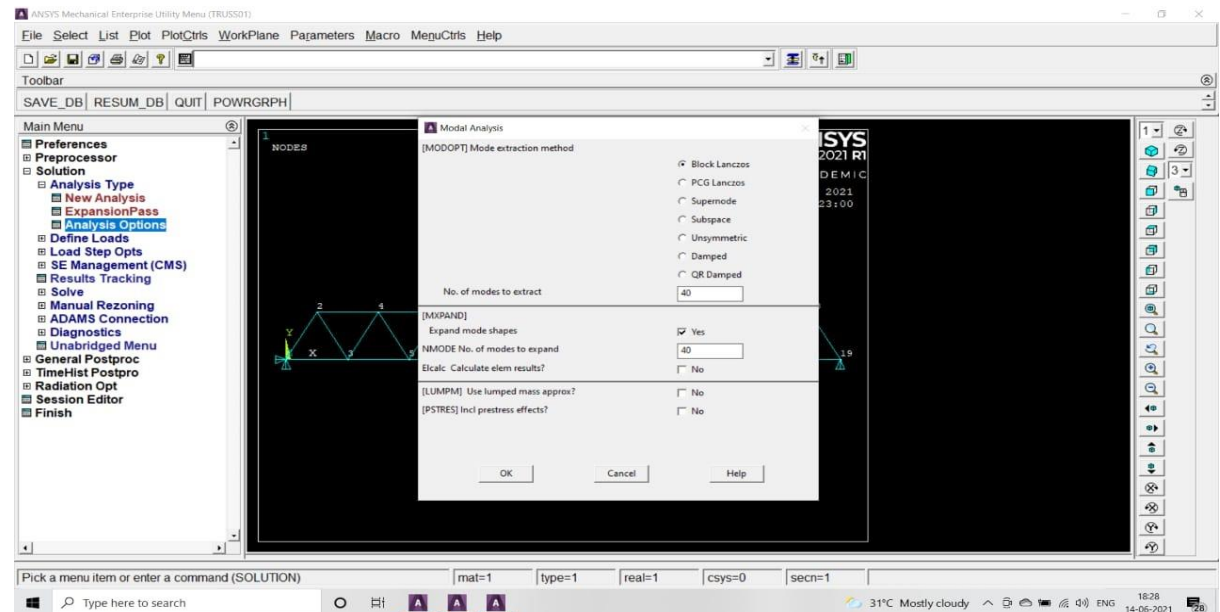 ANSYS Mechanical Enterprise Utility Menu (TRUSS01)
File Select List Plot PlotCtrls WorkPlane Parameters Macro MenuCtrls Help
Toolbar
SAVE_DB RESUM_DB QUIT POWRGRPH
Main Menu
Preferences
Preprocessor
Solution
Analysis Type
New Analysis
ExpansionPass
Analysis Options
Define Loads
Load Step Opts
SE Management (CMS)
Results Tracking
Solve
Manual Rezoning
ADAMS Connection
Diagnostics
Unabridged Menu
General Postproc
TimeHist Postpro
Radiation Opt
Session Editor
Finish
1
NODES
2 4
Y
X 3 5
19
Modal Analysis
[MODOPT] Mode extraction method
Block Lanczos
PCG Lanczos
Supernode
Subspace
Unsymmetric
Damped
QR Damped
No. of modes to extract 40
[MXPAND]
Expand mode shapes Yes
NMODE No. of modes to expand 40
Elcalc Calculate elem results? No
[LUMPM] Use lumped mass approx? No
[PSTRES] Incl prestress effects? No
OK Cancel Help
ISYS
2021 R1
DEMIC
2021
23:00
1
3
Pick a menu item or enter a command (SOLUTION) mat=1 type=1 real=1 csys=0 secn=1
Type here to search
31°C Mostly cloudy ENG
18:28
14-06-2021
28